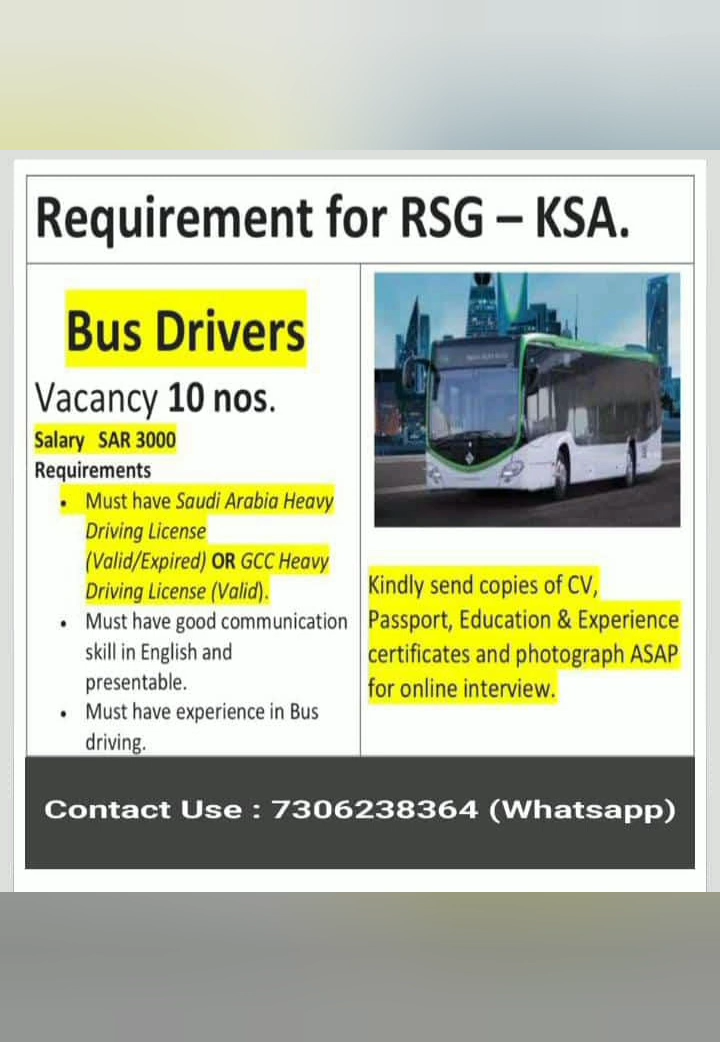 Requirement for RSG – KSA.
Bus Drivers
Vacancy 10 nos.
Salary SAR 3000
Requirements
• Must have Saudi Arabia Heavy
Driving License
(Valid/Expired) OR GCC Heavy
Driving License (Valid).
• Must have good communication
skill in English and
presentable.
• Must have experience in Bus
driving.
Kindly send copies of CV,
Passport, Education & Experience
certificates and photograph ASAP
for online interview.
Contact Use : 7306238364 (Whatsapp)